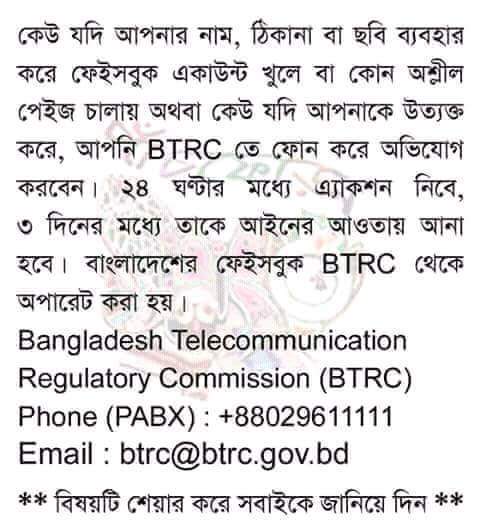 কেউ যদি আপনার নাম, ঠিকানা বা ছবি ব্যবহার
করে ফেইসবুক একাউন্ট খুলে বা কোন অশ্লীল
পেইজ চালায় অথবা কেউ যদি আপনাকে উত্যক্ত
করে, আপনি BTRC তে ফোন করে অভিযোগ
করবেন। ২৪ ঘণ্টার মধ্যে এ্যাকশন নিবে,
৩ দিনের মধ্যে তাকে আইনের আওতায় আনা
হবে। বাংলাদেশের ফেইসবুক BTRC থেকে
অপারেট করা হয়।
Bangladesh Telecommunication
Regulatory Commission (BTRC)
Phone (PABX) : +88029611111
Email : btrc@btrc.gov.bd
** বিষয়টি শেয়ার করে সবাইকে জানিয়ে দিন **